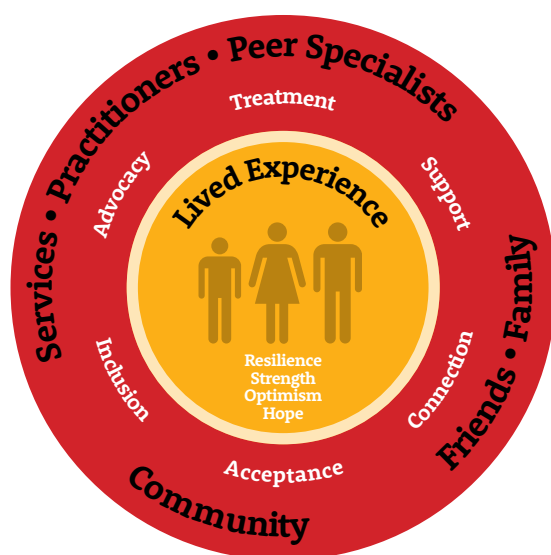 Services • Practitioners • Peer Specialists
Friends • Family
Community
Treatment
Support
Connection
Acceptance
Inclusion
Advocacy
Lived Experience
Resilience
Strength
Optimism
Hope